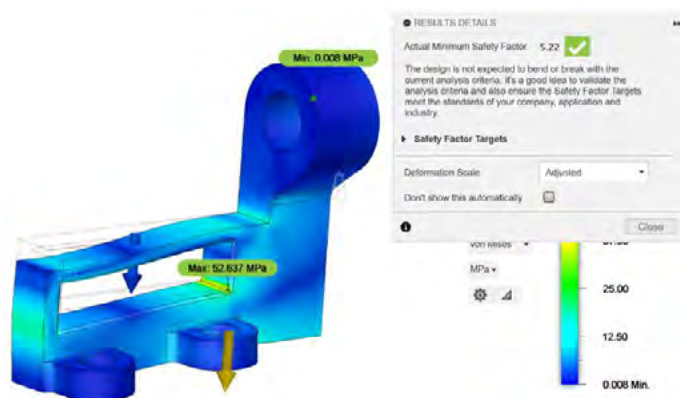 RESULTS DETAILS
Actual Minimum Safety Factor 5.22
The design is not expected to bend or break with the
current analysis criteria. It's a good idea to validate the
analysis criteria and also ensure the Safety Factor Targets
meet the standards of your company, application and
industry.
Safety Factor Targets
Deformation Scale Adjusted
Don't show this automatically
Close
Min: 0.008 MPa
Max: 52.637 MPa
Von Mises
MPa
25.00
12.50
0.008 Min.